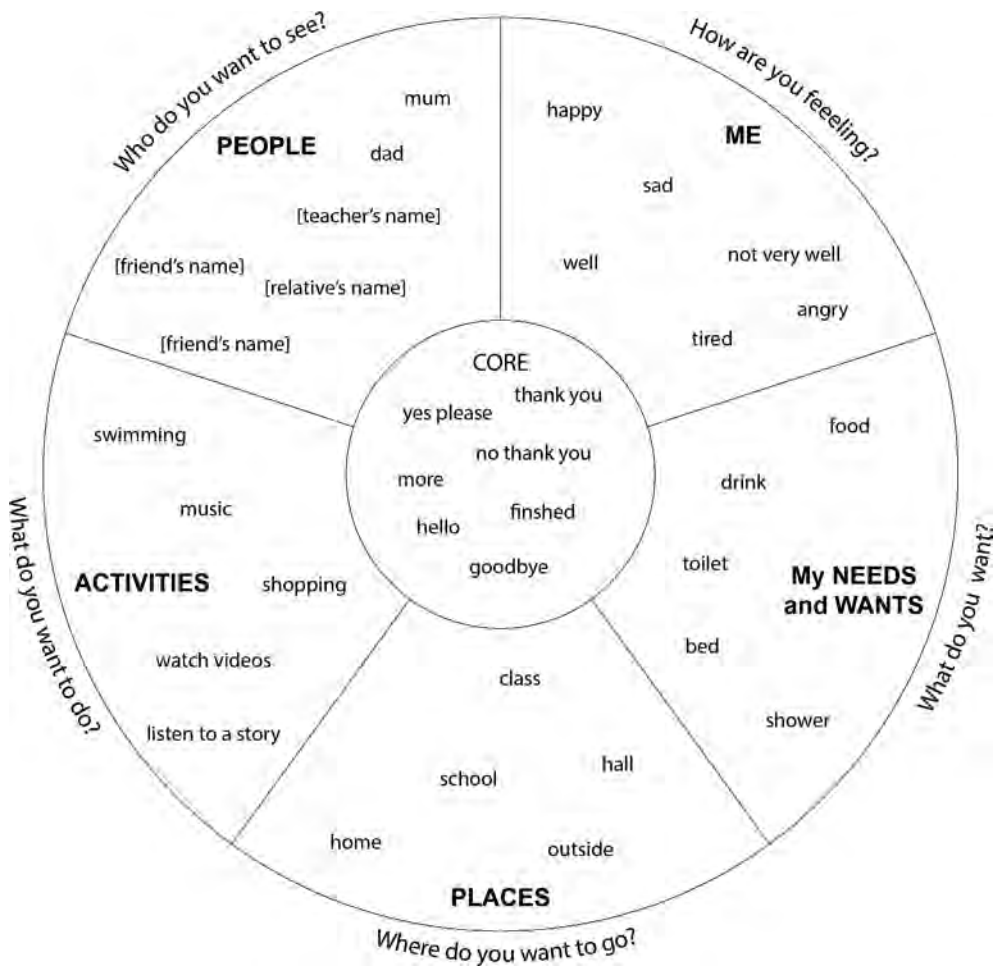 Who do you want to see?
PEOPLE
mum
dad
[teacher's name]
[friend's name]
[relative's name]
[friend's name]
How are you feeeling?
ME
happy
sad
well
not very well
angry
tired
CORE
thank you
yes please
no thank you
more
finshed
hello
goodbye
What do you want?
My NEEDS
and WANTS
food
drink
toilet
bed
shower
What do you want to do?
ACTIVITIES
swimming
music
shopping
watch videos
listen to a story
class
school
hall
home
outside
PLACES
Where do you want to go?